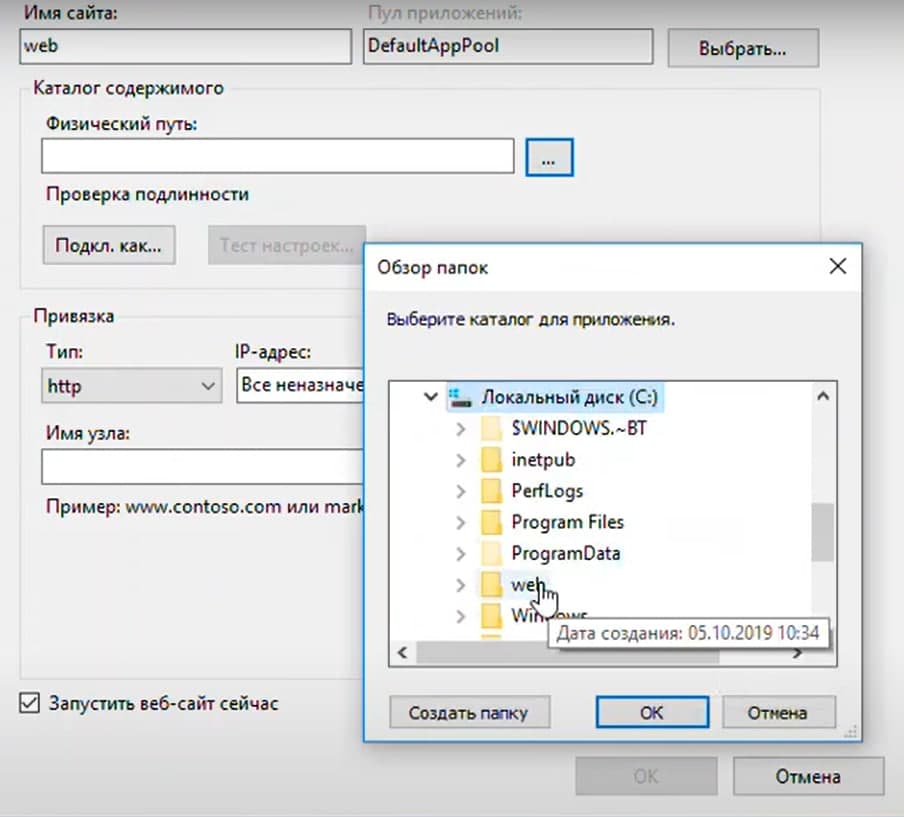 Имя сайта:
Пул приложений:
web
DefaultAppPool
Выбрать...
Каталог содержимого
Физический путь:
...
Проверка подлинности
Подкл. как...
Тест настроек...
Обзор папок
Выберите каталог для приложения.
Привязка
Тип:
IP-адрес:
http
Все неназначе
Имя узла:
Пример: www.contoso.com или mark
Локальный диск (C:)
$WINDOWS.~BT
inetpub
PerfLogs
Program Files
ProgramData
web
Windows
Дата создания: 05.10.2019 10:34
Запустить веб-сайт сейчас
Создать папку
OK
Отмена
OK
Отмена